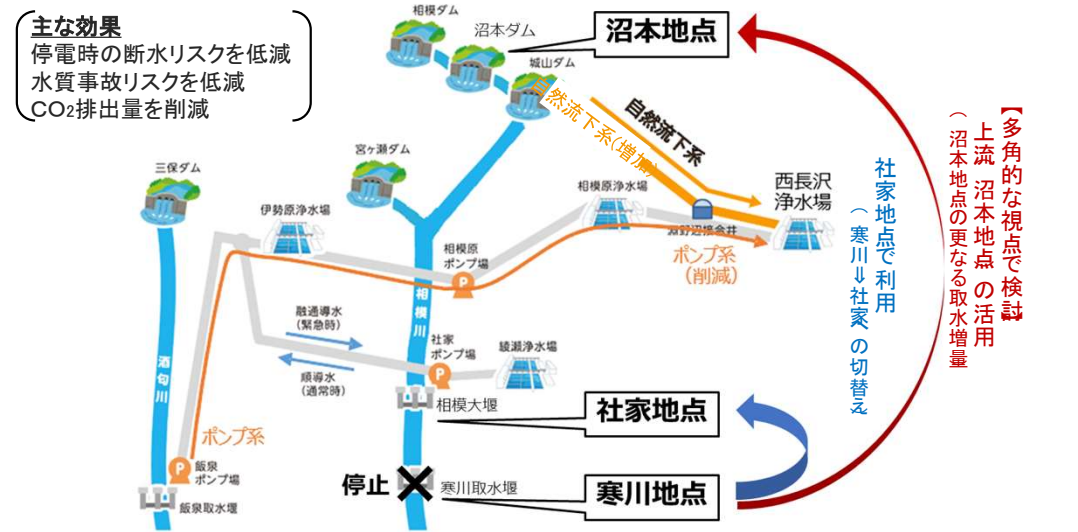 主な効果
停電時の断水リスクを低減
水質事故リスクを低減
CO2排出量を削減
相模ダム
沼本ダム
沼本地点
城山ダム
自然流下系(増加)
自然流下系
宮ヶ瀬ダム
三保ダム
伊勢原浄水場
相模原浄水場
西長沢
浄水場
淵野辺接合井
ポンプ系
(削減)
相模原
ポンプ場
P
相模川
融通導水
(緊急時)
順導水
(通常時)
社家
ポンプ場
P
綾瀬浄水場
相模大堰
社家地点
酒匂川
ポンプ系
P
飯泉
ポンプ場
飯泉取水堰
停止
寒川取水堰
寒川地点
【多角的な視点で検討】
上流「沼本地点」の活用
(沼本地点の更なる取水増量
社家地点で利用
(寒川⇒社家への切替え